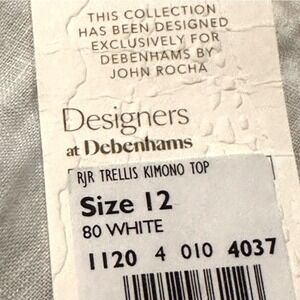 THIS COLLECTION
HAS BEEN DESIGNED
EXCLUSIVELY FOR
DEBENHAMS BY
JOHN ROCHA
Designers
at Debenhams
RJR TRELLIS KIMONO TOP
Size 12
80 WHITE
1120 4 010 4037